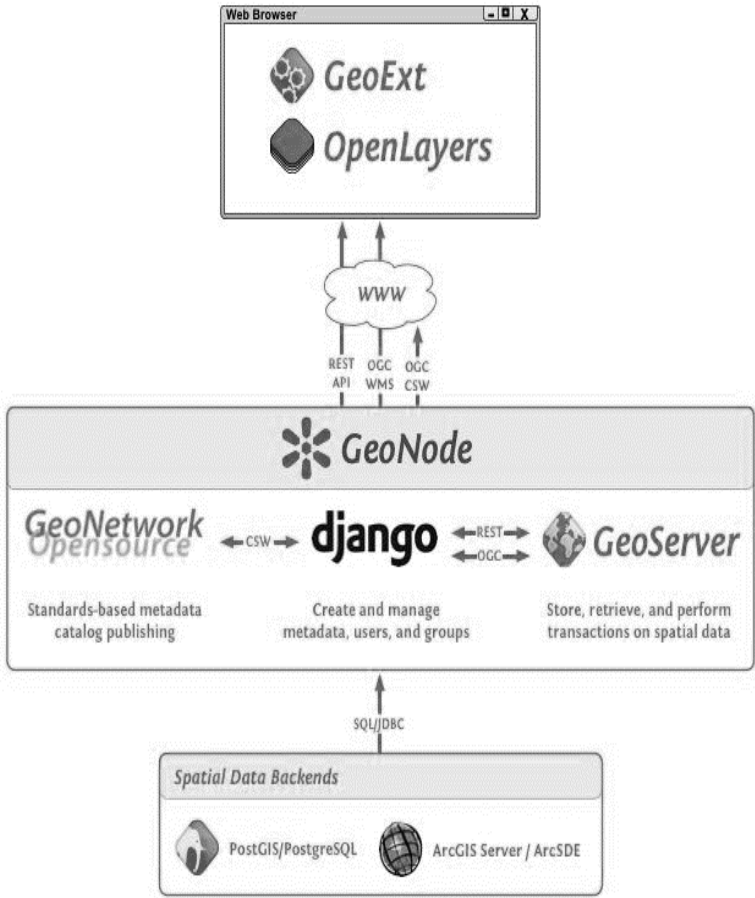 Web Browser
GeoExt
OpenLayers
WWW
REST API
OGC WMS
OGC CSW
GeoNode
GeoNetwork
Opensource
CSW
django
REST
OGC
GeoServer
Standards-based metadata
catalog publishing
Create and manage
metadata, users, and groups
Store, retrieve, and perform
transactions on spatial data
SQL/JDBC
Spatial Data Backends
PostGIS/PostgreSQL
ArcGIS Server / ArcSDE